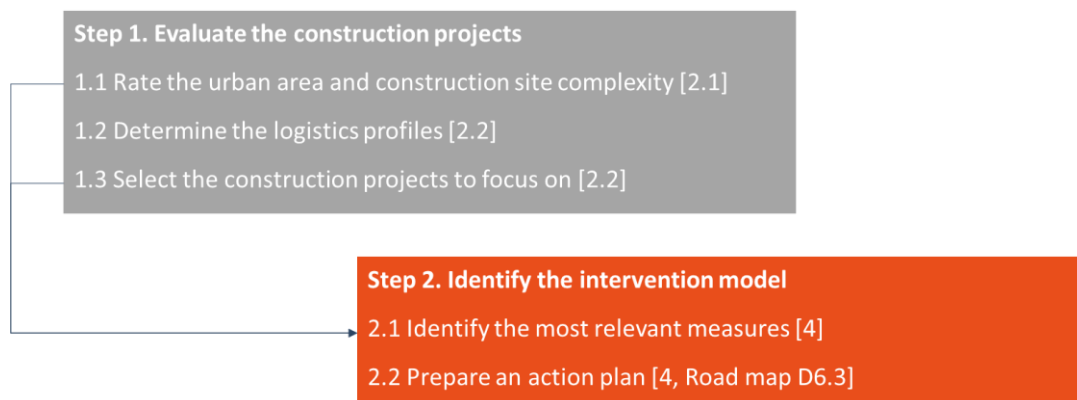 Step 1. Evaluate the construction projects
1.1 Rate the urban area and construction site complexity [2.1]
1.2 Determine the logistics profiles [2.2]
1.3 Select the construction projects to focus on [2.2]
Step 2. Identify the intervention model
2.1 Identify the most relevant measures [4]
2.2 Prepare an action plan [4, Road map D6.3]